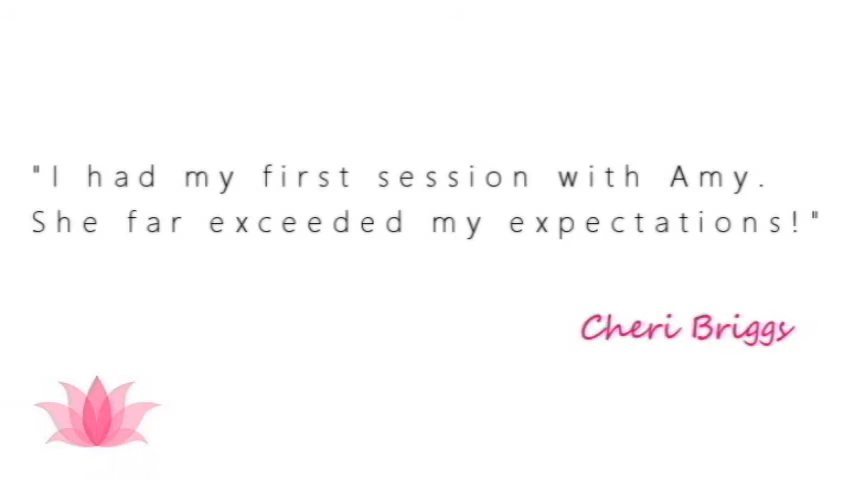 "I had my first session with Amy.
She far exceeded my expectations!"
Cheri Briggs